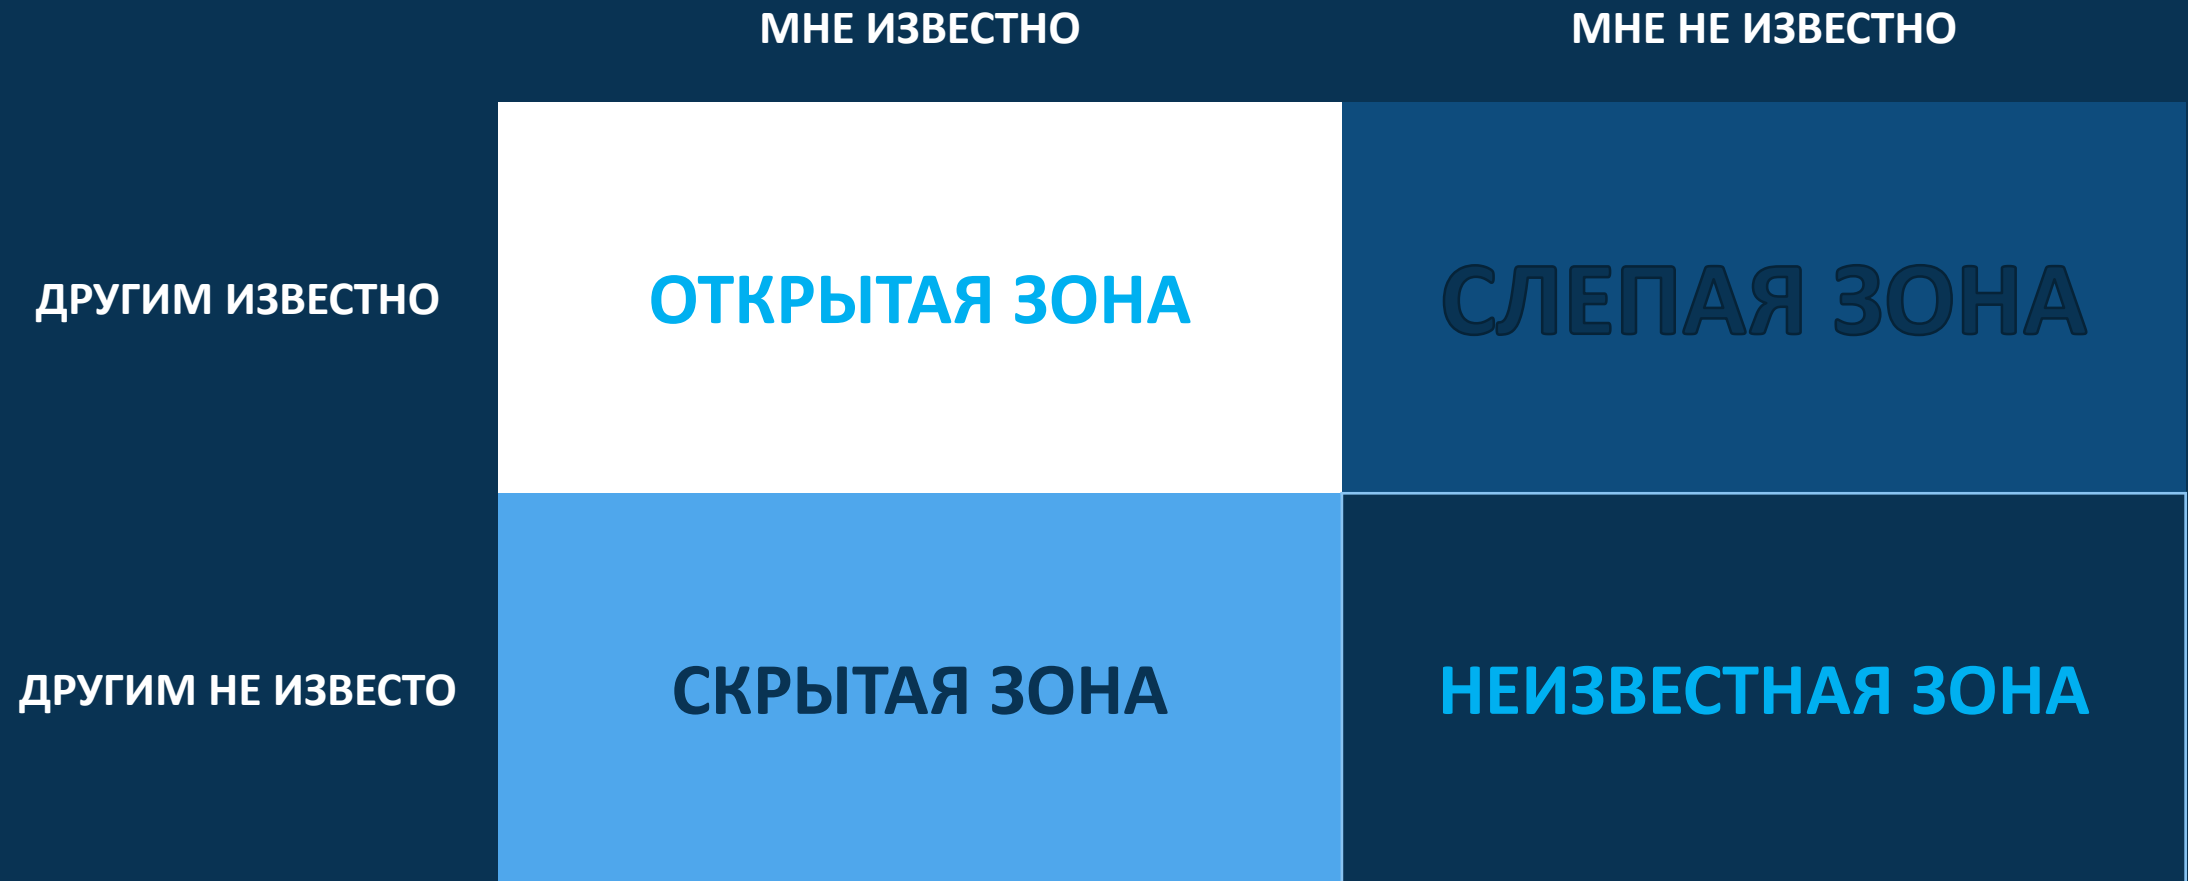 МНЕ ИЗВЕСТНО
МНЕ НЕ ИЗВЕСТНО
ДРУГИМ ИЗВЕСТНО
ОТКРЫТАЯ ЗОНА
СЛЕПАЯ ЗОНА
ДРУГИМ НЕ ИЗВЕСТО
СКРЫТАЯ ЗОНА
НЕИЗВЕСТНАЯ ЗОНА